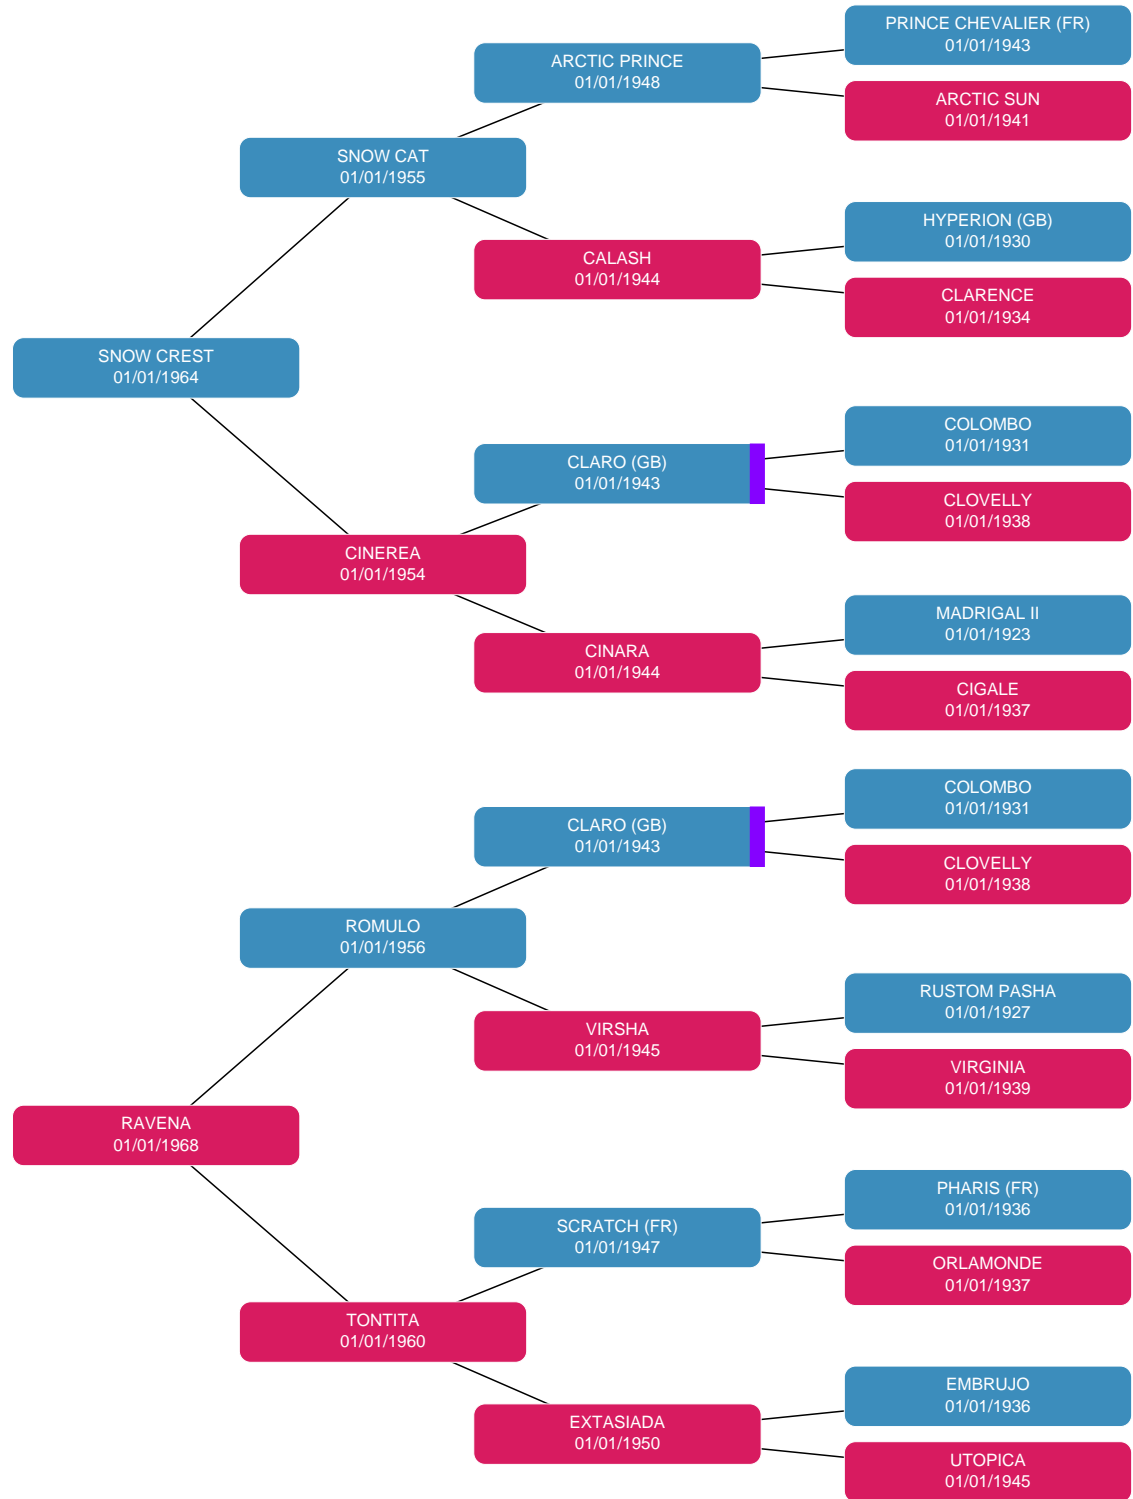 PRINCE CHEVALIER (FR)
01/01/1943
ARCTIC PRINCE
01/01/1948
ARCTIC SUN
01/01/1941
SNOW CAT
01/01/1955
HYPERION (GB)
01/01/1930
CALASH
01/01/1944
CLARENCE
01/01/1934
SNOW CREST
01/01/1964
COLOMBO
01/01/1931
CLARO (GB)
01/01/1943
CLOVELLY
01/01/1938
CINEREA
01/01/1954
MADRIGAL II
01/01/1923
CINARA
01/01/1944
CIGALE
01/01/1937
COLOMBO
01/01/1931
CLARO (GB)
01/01/1943
CLOVELLY
01/01/1938
ROMULO
01/01/1956
RUSTOM PASHA
01/01/1927
VIRSHA
01/01/1945
VIRGINIA
01/01/1939
RAVENA
01/01/1968
PHARIS (FR)
01/01/1936
SCRATCH (FR)
01/01/1947
ORLAMONDE
01/01/1937
TONTITA
01/01/1960
EMBRUJO
01/01/1936
EXTASIADA
01/01/1950
UTOPICA
01/01/1945